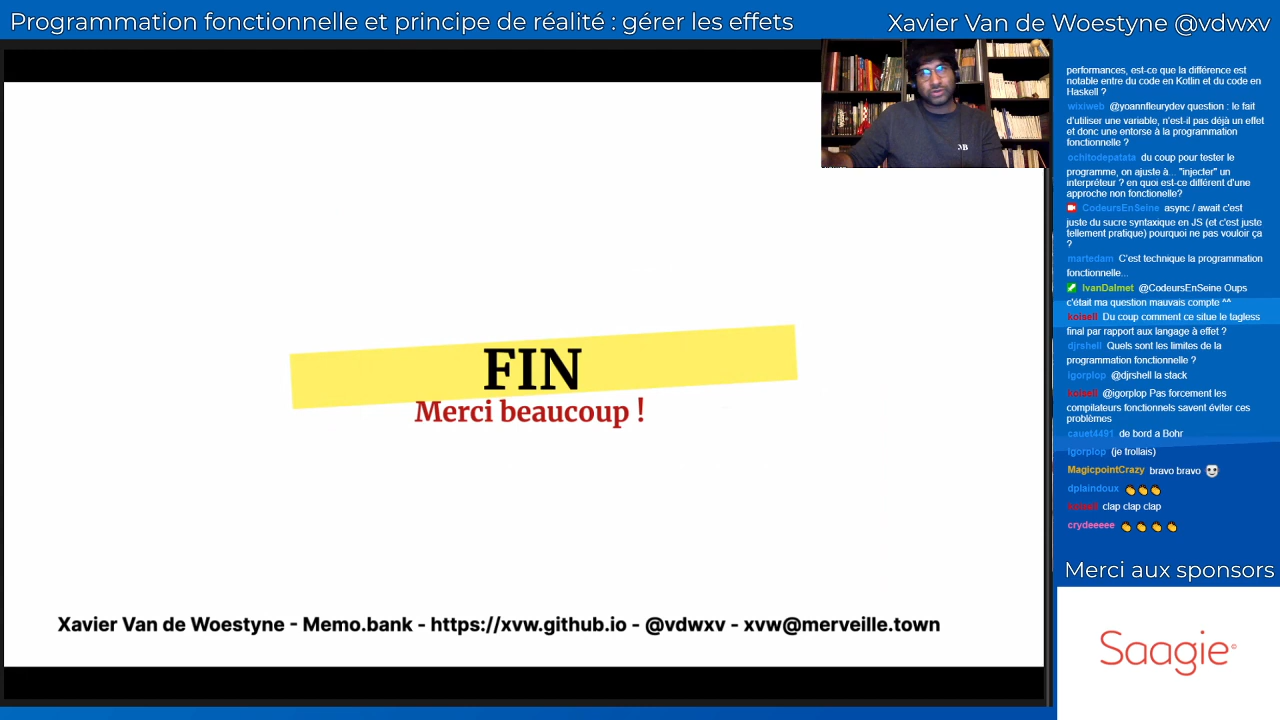 Programmation fonctionnelle et principe de réalité : gérer les effets
Xavier Van de Woestyne @vdwxv
performances, est-ce que la différence est
notable entre du code en Kotlin et du code en
Haskell ?
wixiweb @yoannfleurydev question : le fait
d'utiliser une variable, n'est-il pas déjà un effet
et donc une entorse à la programmation
fonctionnelle ?
ochitodepatata du coup pour tester le
programme, on ajuste à... "injecter" un
interpréteur ? en quoi est-ce différent d'une
approche non fonctionelle?
CodeursEnSeine async / await c'est
juste du sucre syntaxique en JS (et c'est juste
tellement pratique) pourquoi ne pas vouloir ça
?
martedam C'est technique la programmation
fonctionnelle...
IvanDalmet @CodeursEnSeine Oups
c'était ma question mauvais compte ^^
koisell Du coup comment ce situe le tagless
final par rapport aux langage à effet ?
djrshell Quels sont les limites de la
programmation fonctionnelle ?
igorplop @djrshell la stack
koisell @igorplop Pas forcement les
compilateurs fonctionnels savent éviter ces
problèmes
cauet4491 de bord a Bohr
igorplop (je trollais)
MagicpointCrazy bravo bravo
dplaindoux
koisell clap clap clap
crydeeeee
FIN
Merci beaucoup !
Xavier Van de Woestyne - Memo.bank - https://xvw.github.io - @vdwxv - xvw@merveille.town
Merci aux sponsors
Saagie